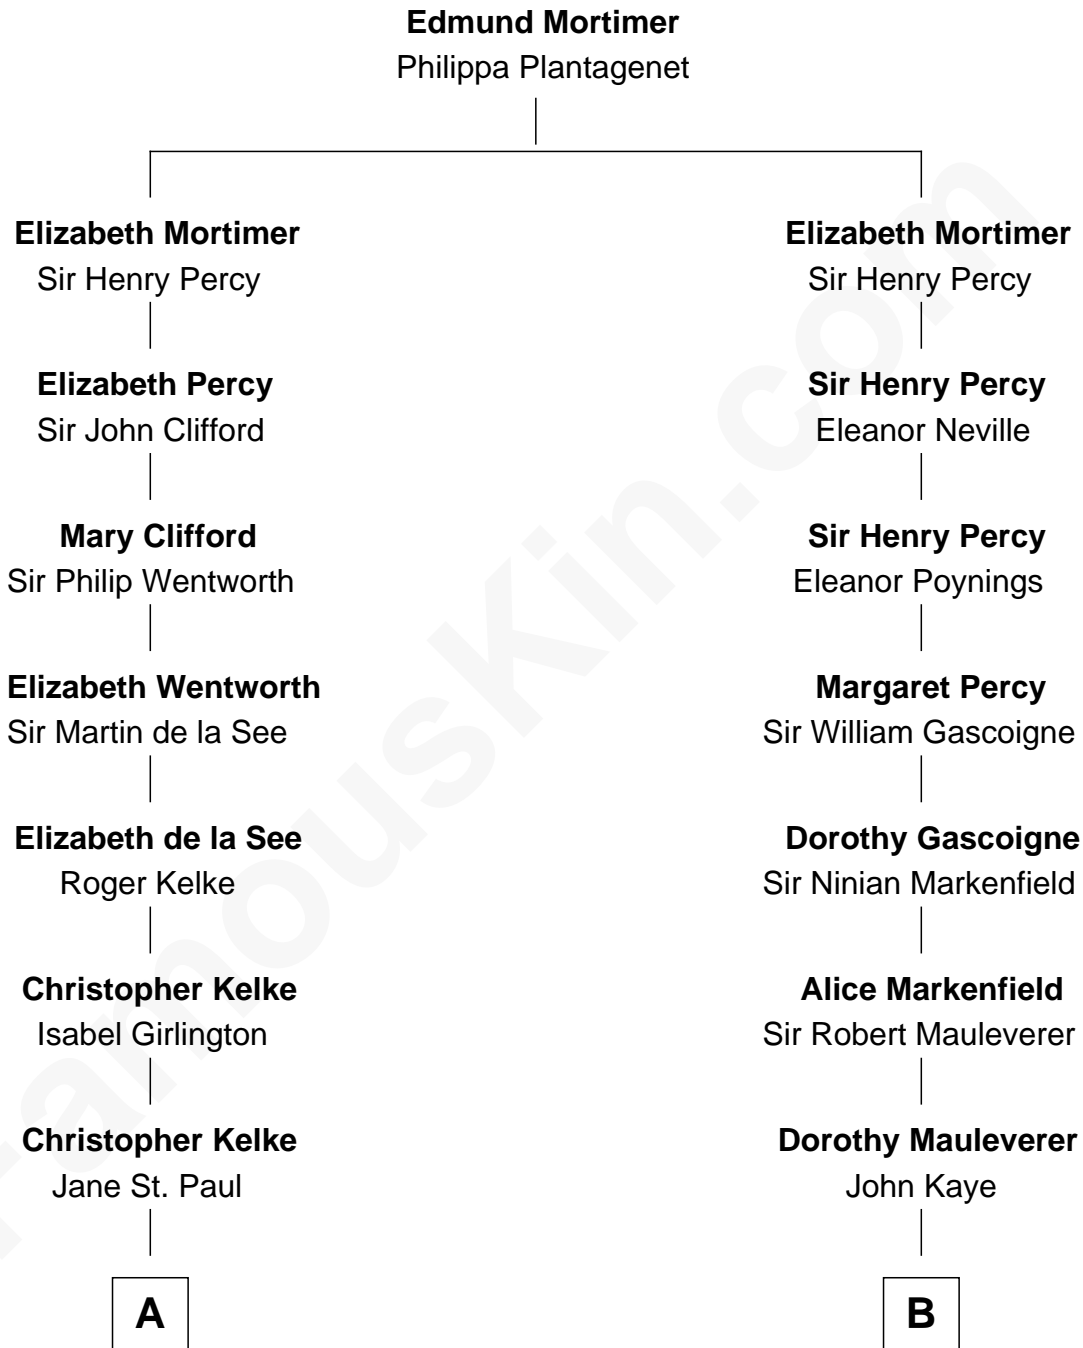 Edmund Mortimer
Philippa Plantagenet
Elizabeth Mortimer
Sir Henry Percy
Elizabeth Mortimer
Sir Henry Percy
Elizabeth Percy
Sir John Clifford
Sir Henry Percy
Eleanor Neville
Mary Clifford
Sir Philip Wentworth
Sir Henry Percy
Eleanor Poynings
Elizabeth Wentworth
Sir Martin de la See
Margaret Percy
Sir William Gascoigne
Elizabeth de la See
Roger Kelke
Dorothy Gascoigne
Sir Ninian Markenfield
Christopher Kelke
Isabel Girlington
Alice Markenfield
Sir Robert Mauleverer
Christopher Kelke
Jane St. Paul
Dorothy Mauleverer
John Kaye
A
B
FamousKin.com